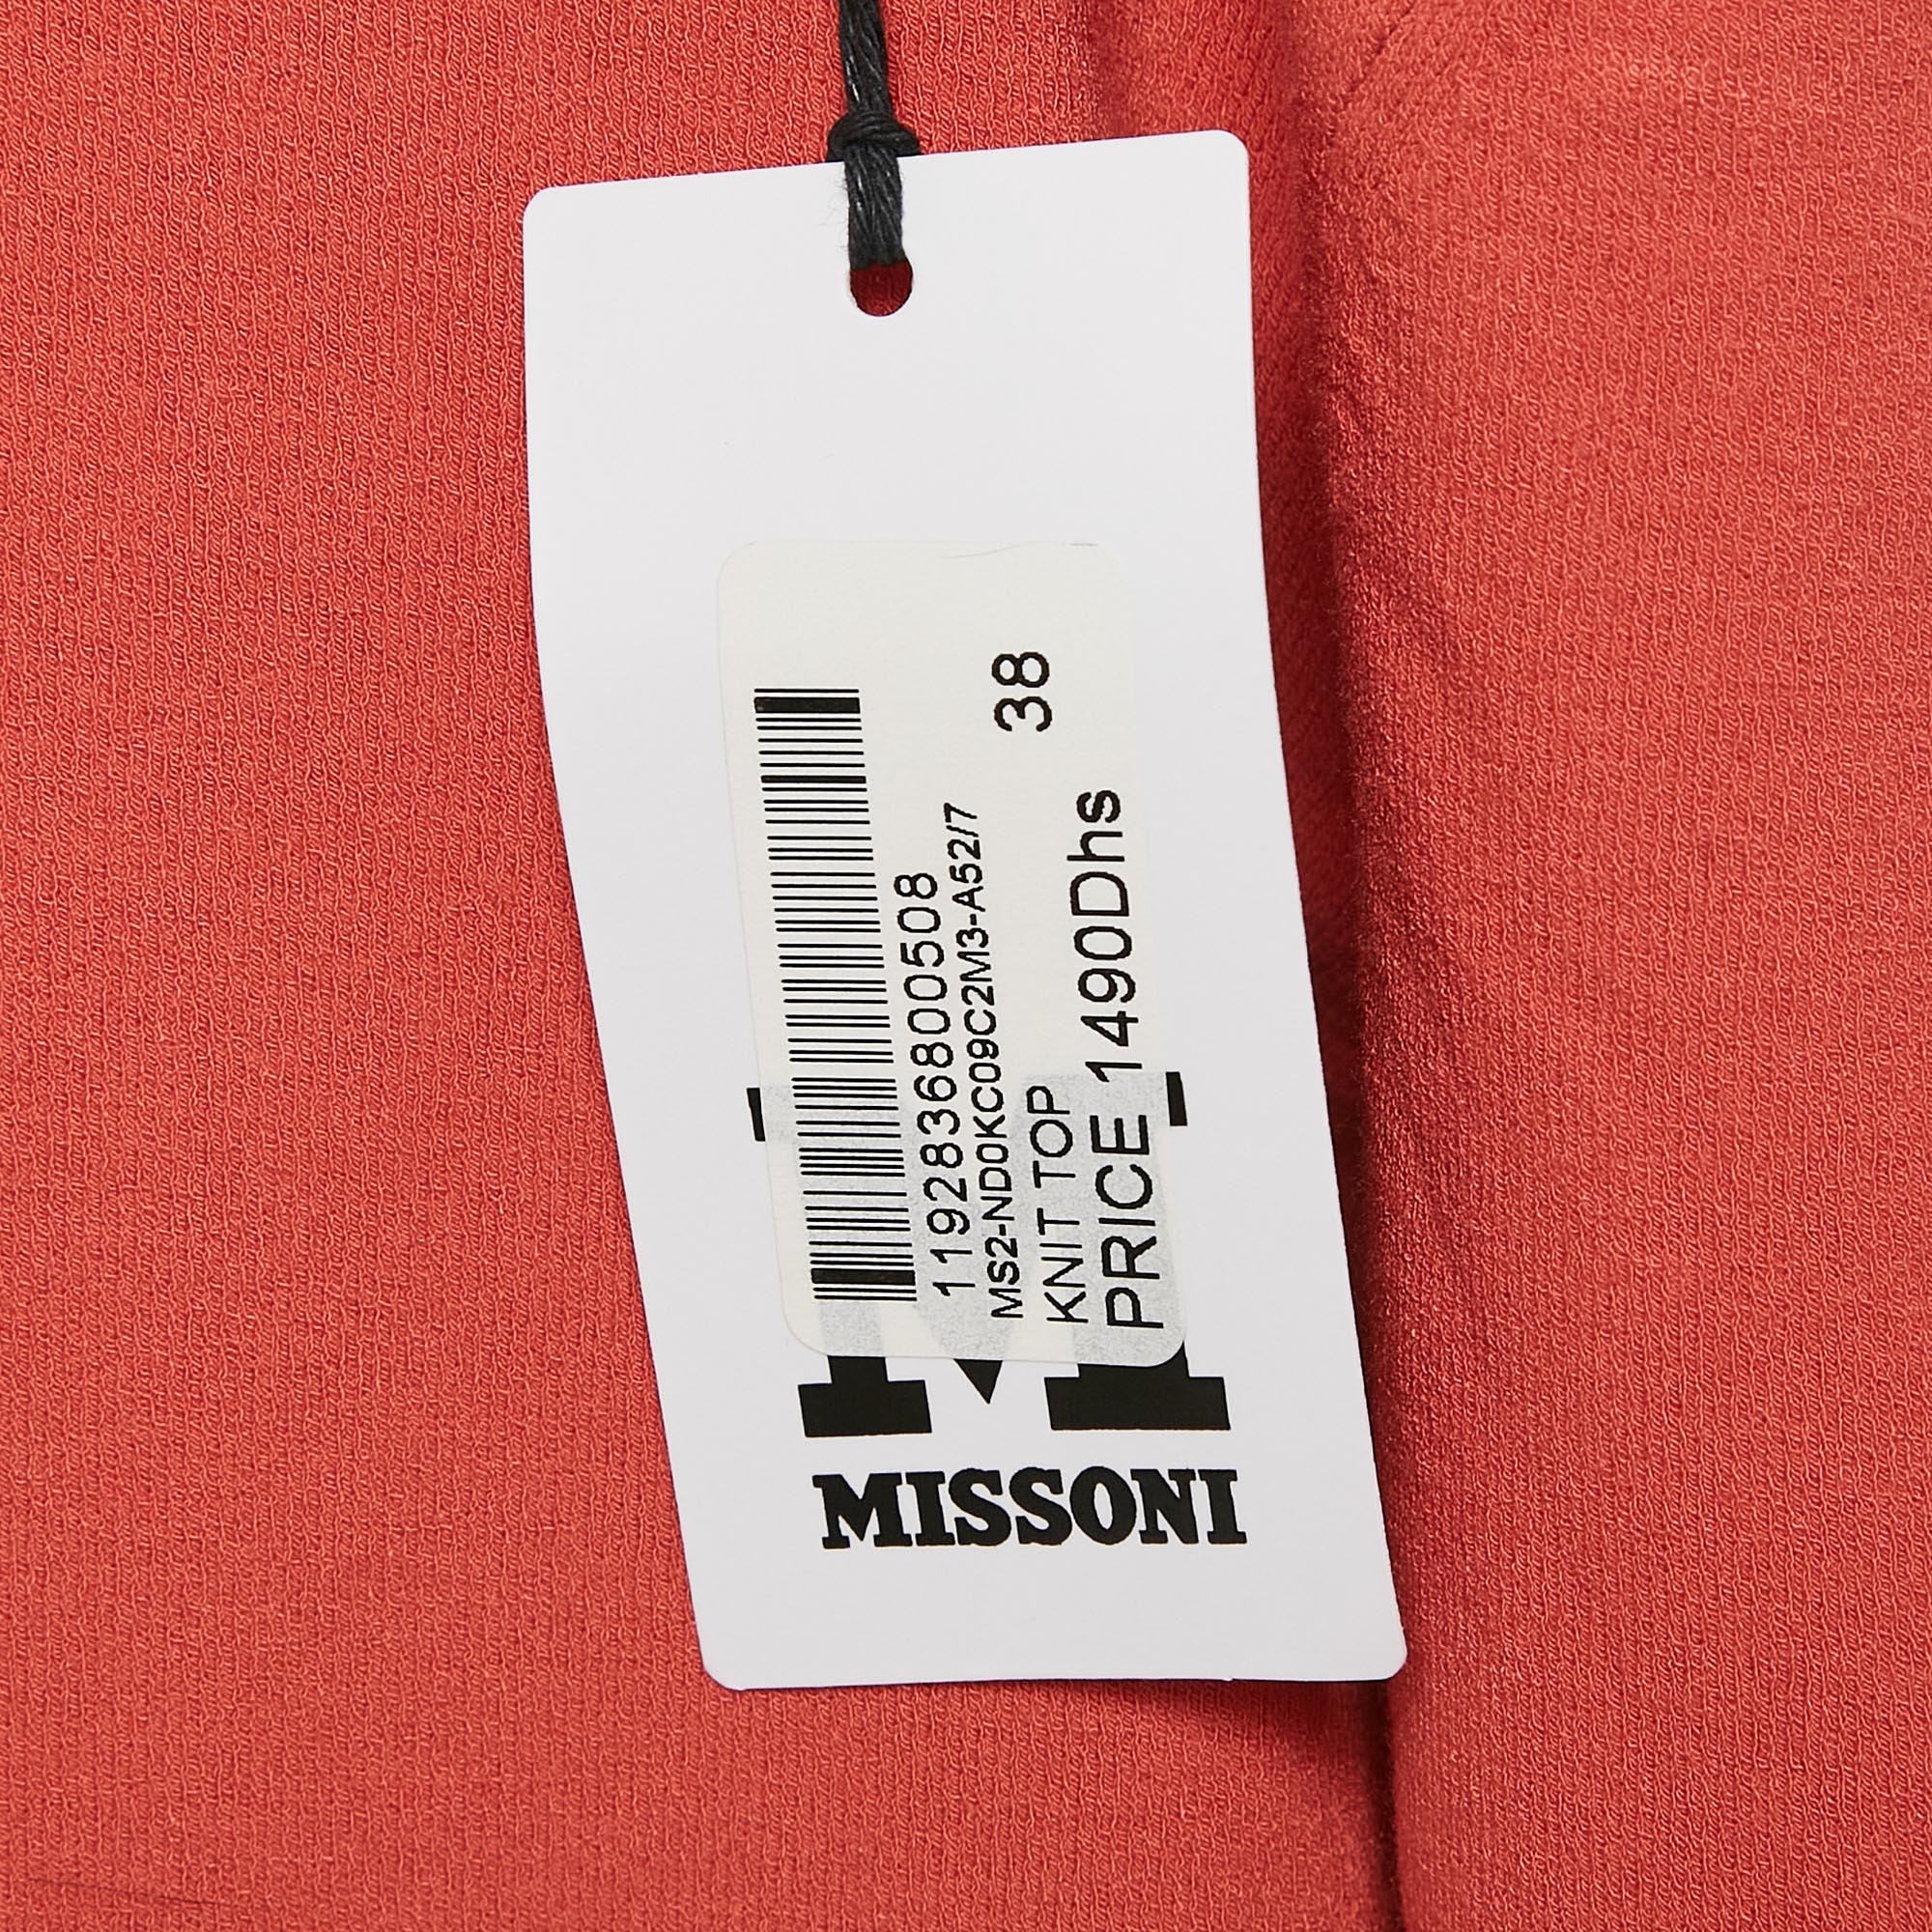 1192836800508
MS2-ND0KC09C2M3-A52/7
38
KNIT TOP
PRICE 1490Dhs
M
MISSONI